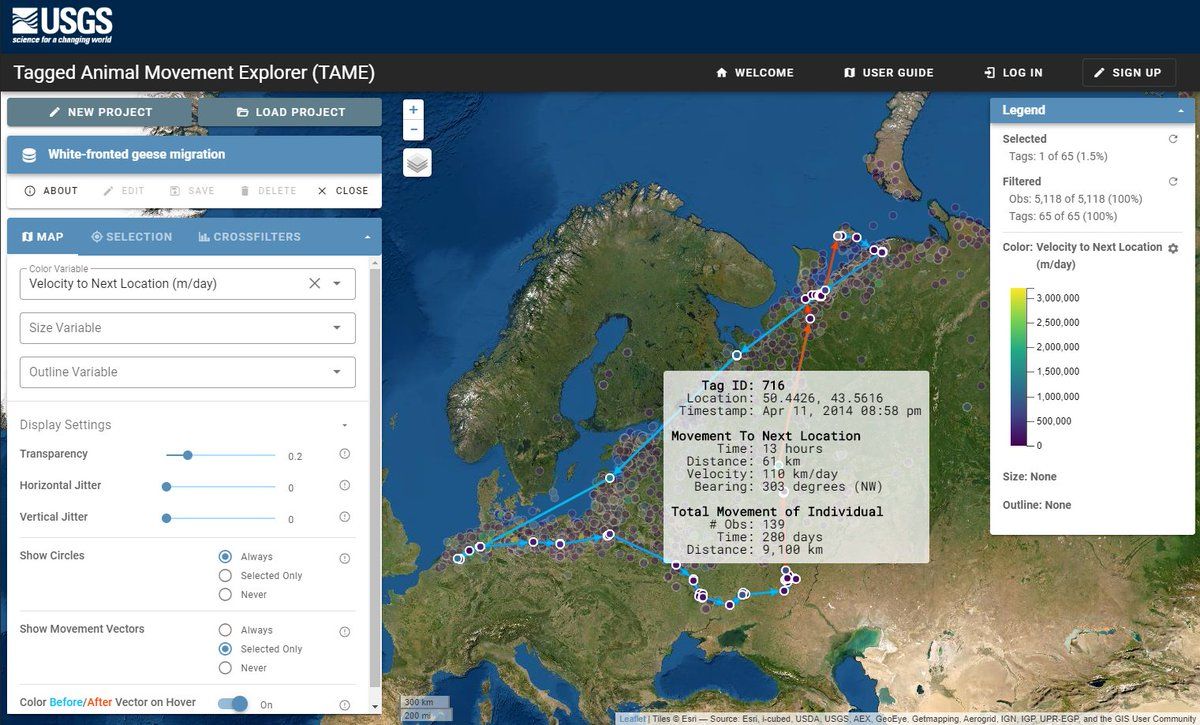 USGS
science for a changing world
Tagged Animal Movement Explorer (TAME)
WELCOME
USER GUIDE
LOG IN
SIGN UP
NEW PROJECT
LOAD PROJECT
White-fronted geese migration
ABOUT
EDIT
SAVE
DELETE
CLOSE
MAP
SELECTION
CROSSFILTERS
Color Variable
Velocity to Next Location (m/day)
Size Variable
Outline Variable
Display Settings
Transparency
0.2
Horizontal Jitter
0
Vertical Jitter
0
Show Circles
Always
Selected Only
Never
Show Movement Vectors
Always
Selected Only
Never
Color Before/After Vector on Hover
On
+
−
Tag ID: 716
Location: 50.4426, 43.5616
Timestamp: Apr 11, 2014 08:58 pm
Movement To Next Location
Time: 13 hours
Distance: 61 km
Velocity: 110 km/day
Bearing: 303 degrees (NW)
Total Movement of Individual
# Obs: 139
Time: 280 days
Distance: 9,100 km
Legend
Selected
Tags: 1 of 65 (1.5%)
Filtered
Obs: 5,118 of 5,118 (100%)
Tags: 65 of 65 (100%)
Color: Velocity to Next Location
(m/day)
3,000,000
2,500,000
2,000,000
1,500,000
1,000,000
500,000
0
Size: None
Outline: None
300 km
200 mi
Leaflet | Tiles © Esri — Source: Esri, i-cubed, USDA, USGS, AEX, GeoEye, Getmapping, Aerogrid, IGN, IGP, UPR-EGP, and the GIS User Community